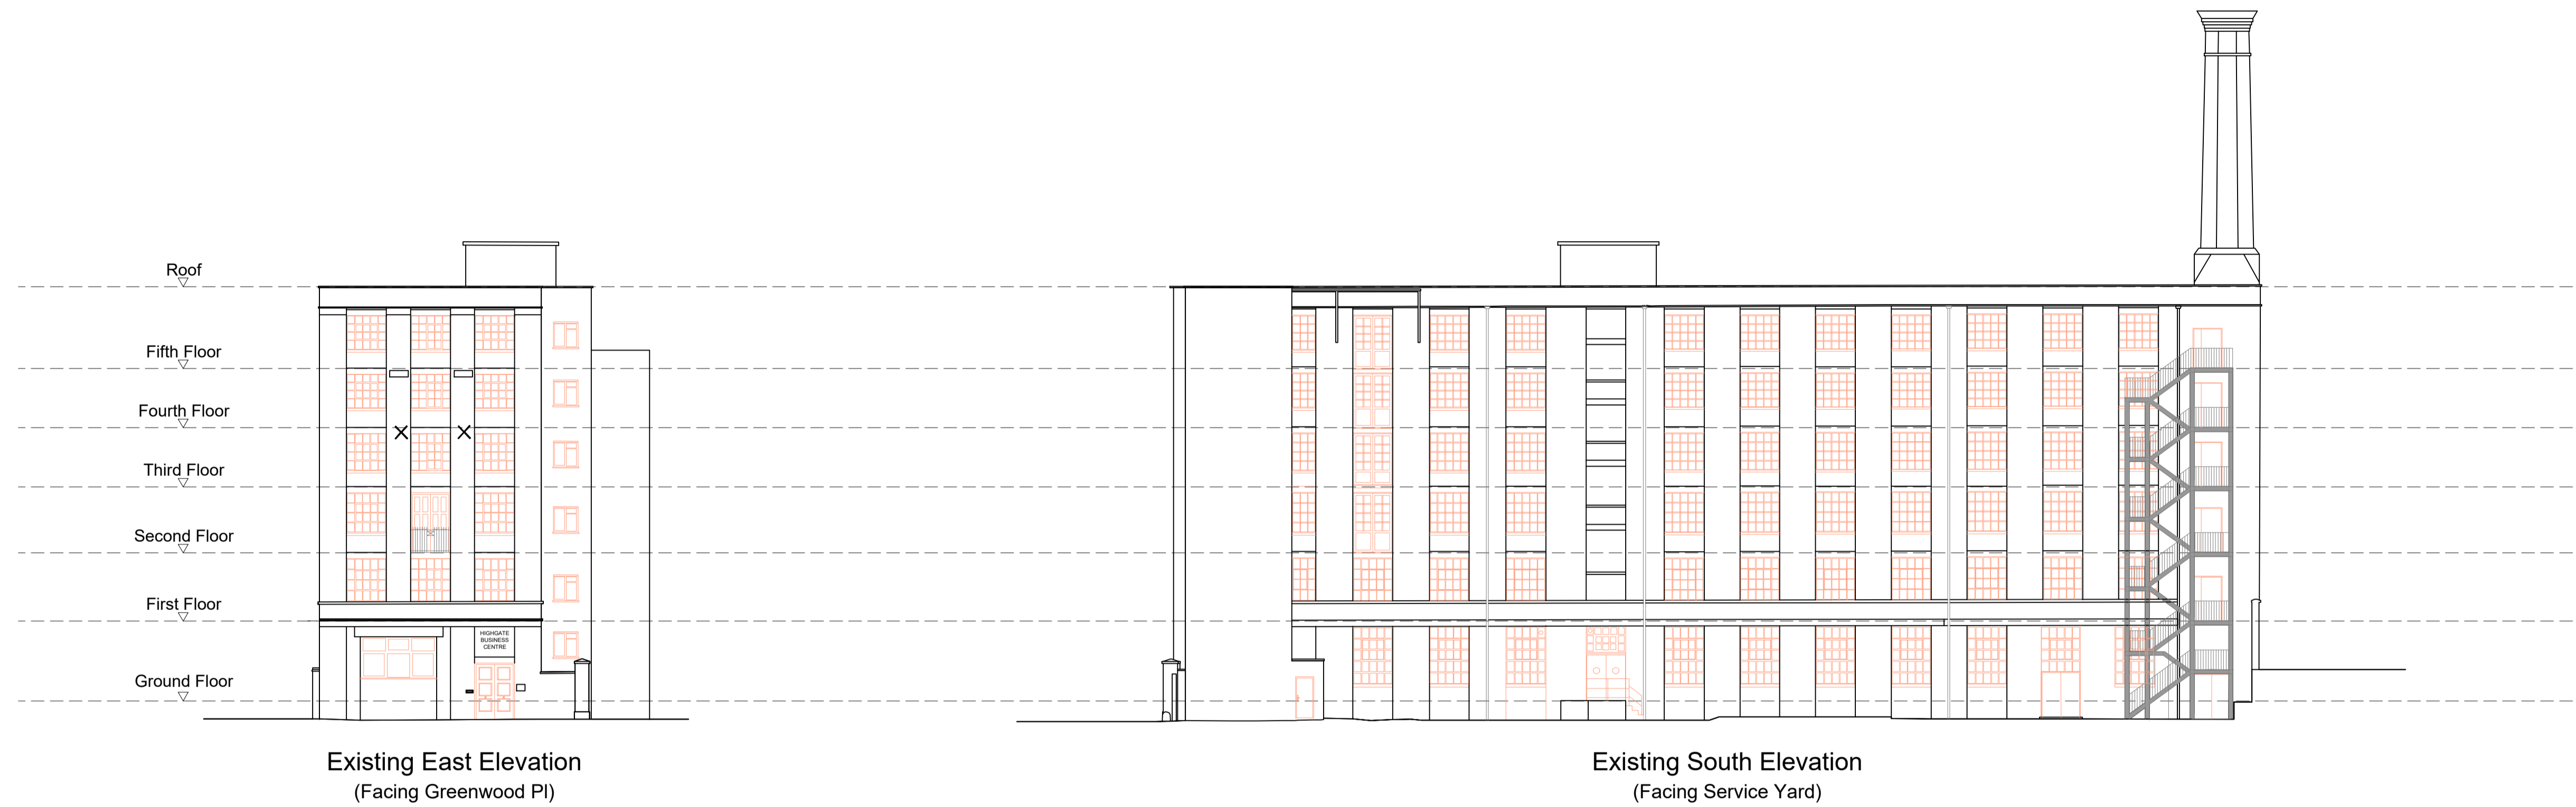 Roof
Fifth Floor
Fourth Floor
Third Floor
Second Floor
First Floor
Ground Floor
HIGHGATE
BUSINESS
CENTRE
Existing East Elevation
(Facing Greenwood Pl)
Existing South Elevation
(Facing Service Yard)